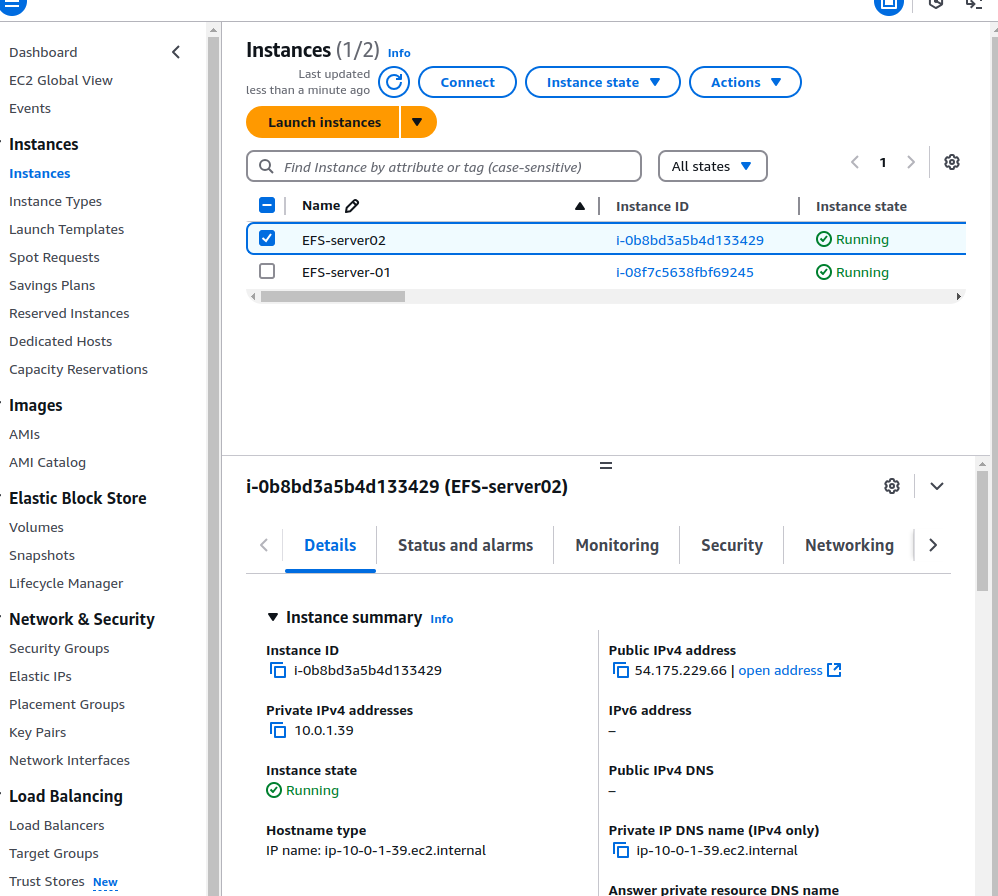 Dashboard
EC2 Global View
Events
Instances
Instances
Instance Types
Launch Templates
Spot Requests
Savings Plans
Reserved Instances
Dedicated Hosts
Capacity Reservations
Images
AMIs
AMI Catalog
Elastic Block Store
Volumes
Snapshots
Lifecycle Manager
Network & Security
Security Groups
Elastic IPs
Placement Groups
Key Pairs
Network Interfaces
Load Balancing
Load Balancers
Target Groups
Trust Stores New
Instances (1/2) Info
Last updated
less than a minute ago
Connect
Instance state
Actions
Launch instances
Find Instance by attribute or tag (case-sensitive)
All states
1
Name Instance ID Instance state
EFS-server02 i-0b8bd3a5b4d133429 Running
EFS-server-01 i-08f7c5638fbf69245 Running
i-0b8bd3a5b4d133429 (EFS-server02)
Details Status and alarms Monitoring Security Networking
Instance summary Info
Instance ID
i-0b8bd3a5b4d133429
Public IPv4 address
54.175.229.66 | open address
Private IPv4 addresses
10.0.1.39
IPv6 address
–
Instance state
Running
Public IPv4 DNS
–
Hostname type
IP name: ip-10-0-1-39.ec2.internal
Private IP DNS name (IPv4 only)
ip-10-0-1-39.ec2.internal
Answer private resource DNS name